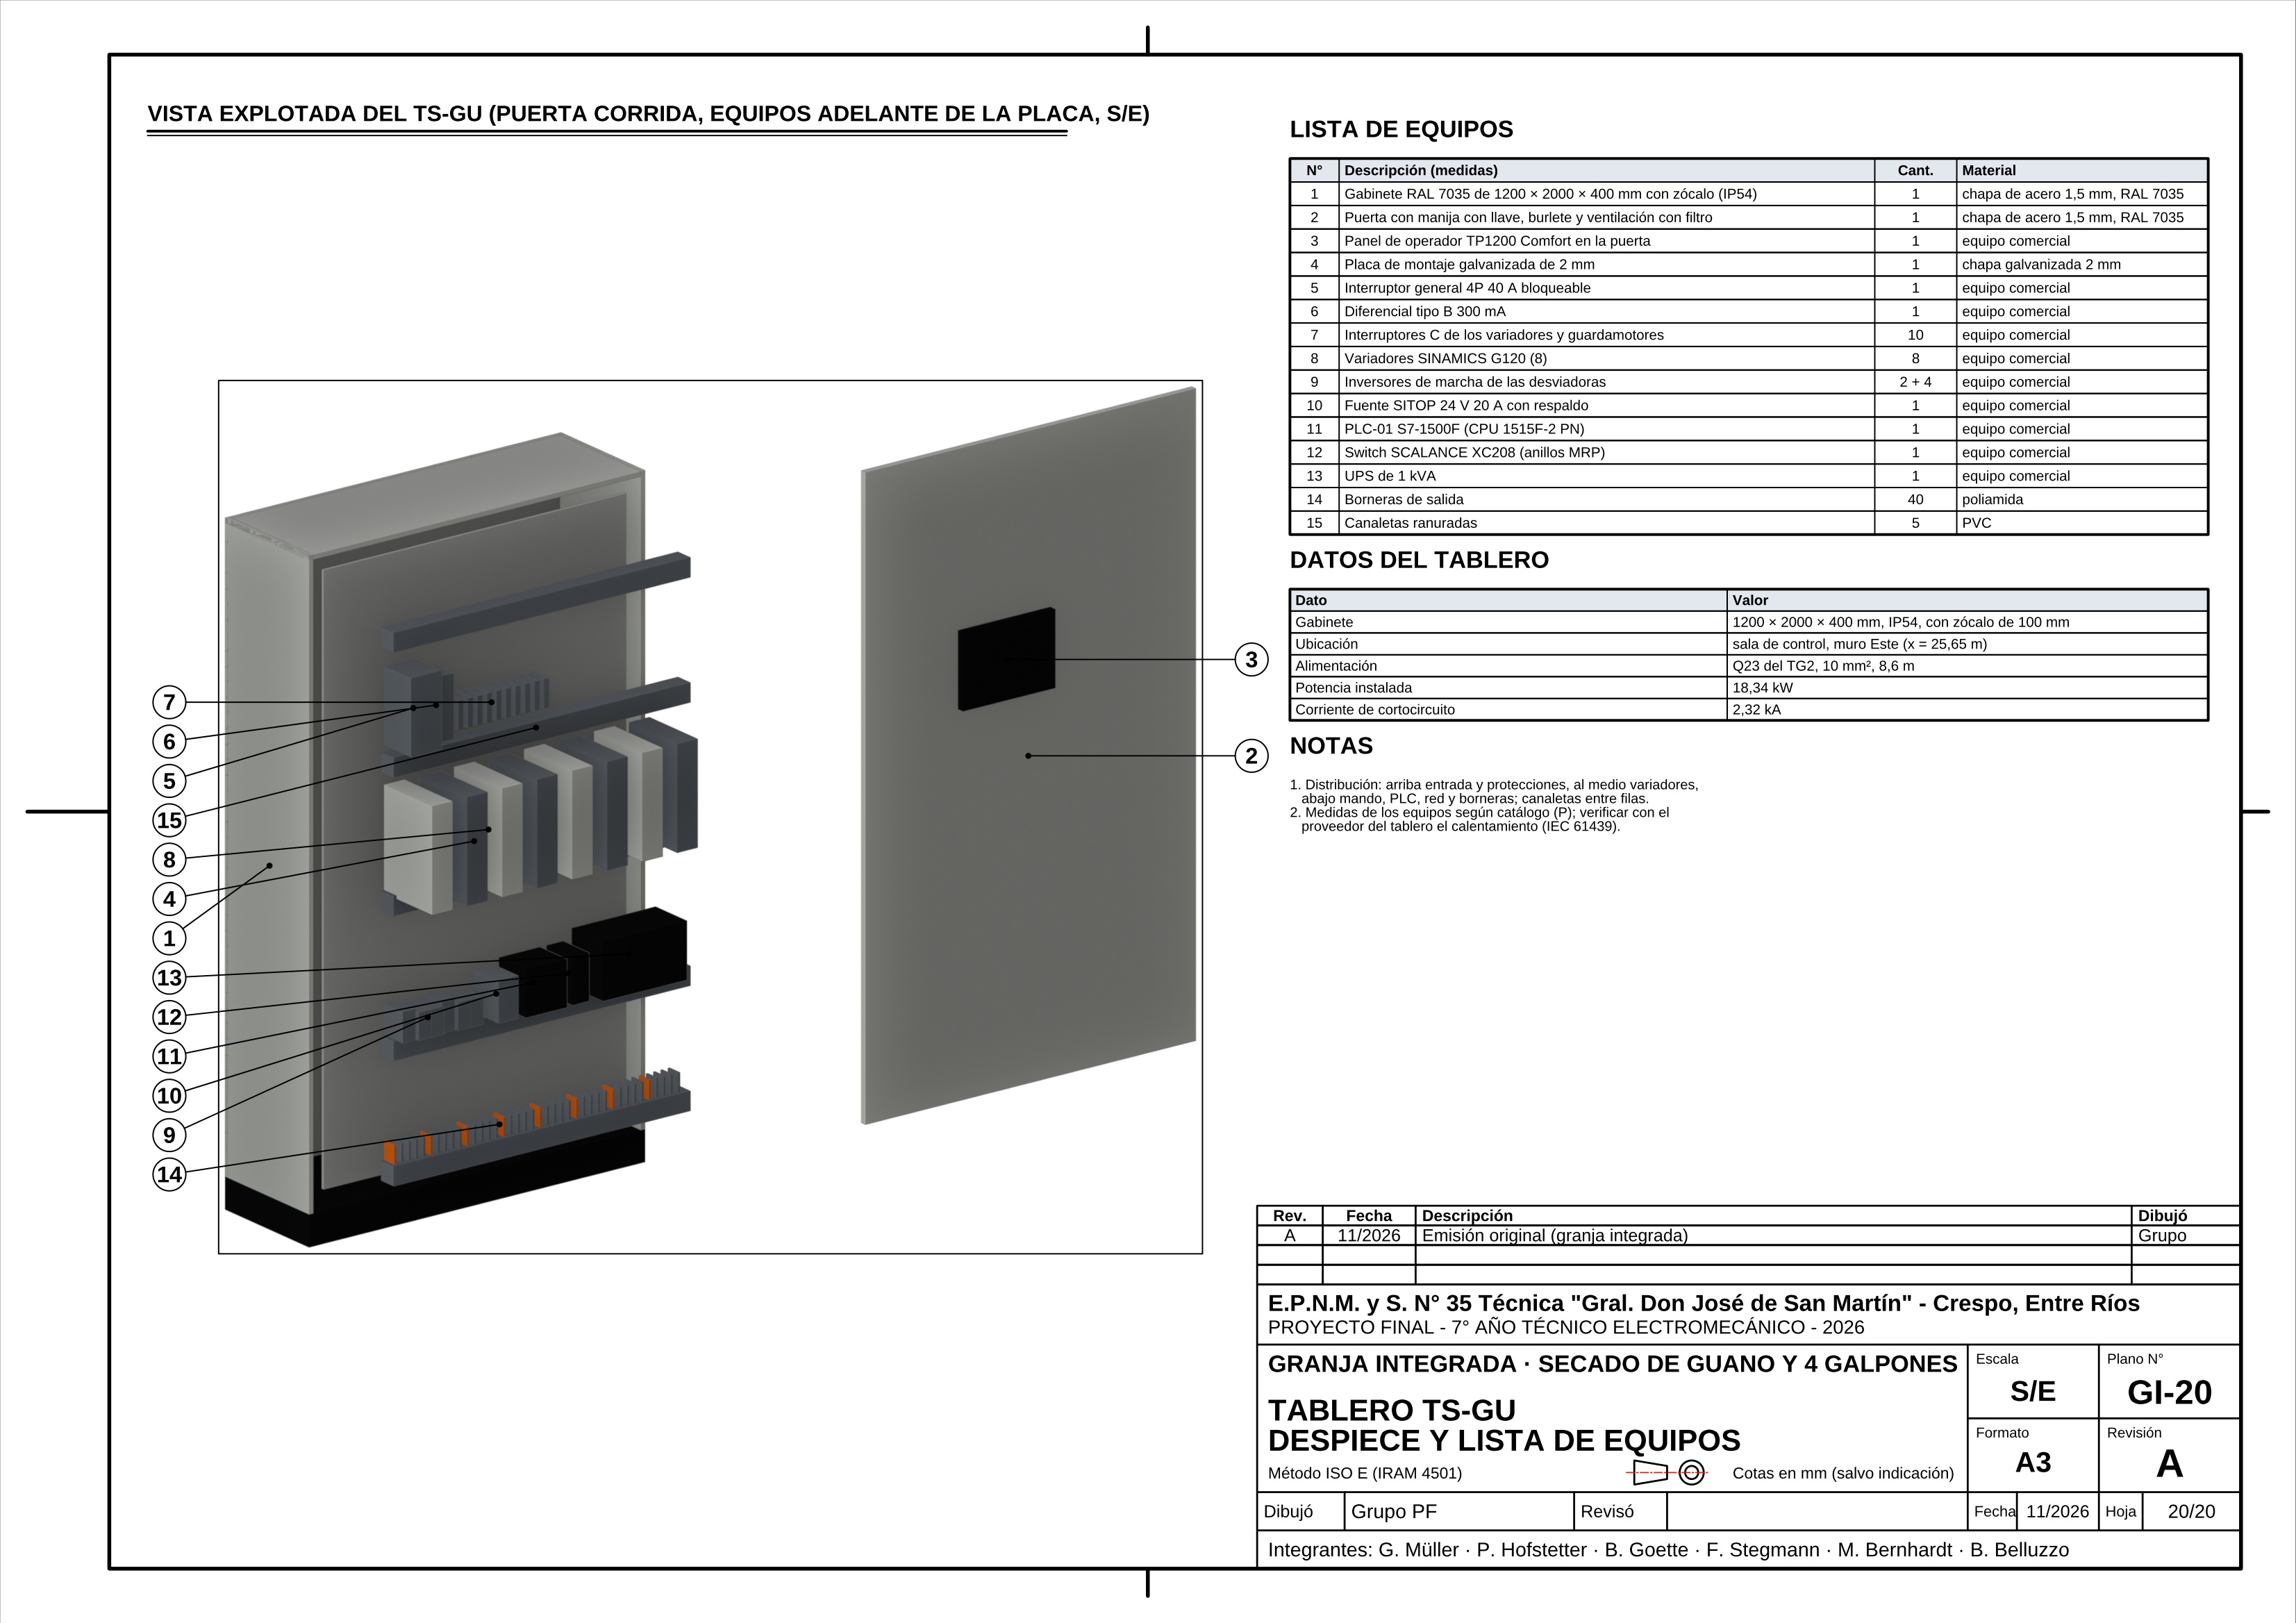 VISTA EXPLOTADA DEL TS-GU (PUERTA CORRIDA, EQUIPOS ADELANTE DE LA PLACA, S/E)
7
6
5
15
8
4
1
13
12
11
10
9
14
3
2
LISTA DE EQUIPOS
N° Descripción (medidas) Cant. Material
1 Gabinete RAL 7035 de 1200 × 2000 × 400 mm con zócalo (IP54) 1 chapa de acero 1,5 mm, RAL 7035
2 Puerta con manija con llave, burlete y ventilación con filtro 1 chapa de acero 1,5 mm, RAL 7035
3 Panel de operador TP1200 Comfort en la puerta 1 equipo comercial
4 Placa de montaje galvanizada de 2 mm 1 chapa galvanizada 2 mm
5 Interruptor general 4P 40 A bloqueable 1 equipo comercial
6 Diferencial tipo B 300 mA 1 equipo comercial
7 Interruptores C de los variadores y guardamotores 10 equipo comercial
8 Variadores SINAMICS G120 (8) 8 equipo comercial
9 Inversores de marcha de las desviadoras 2 + 4 equipo comercial
10 Fuente SITOP 24 V 20 A con respaldo 1 equipo comercial
11 PLC-01 S7-1500F (CPU 1515F-2 PN) 1 equipo comercial
12 Switch SCALANCE XC208 (anillos MRP) 1 equipo comercial
13 UPS de 1 kVA 1 equipo comercial
14 Borneras de salida 40 poliamida
15 Canaletas ranuradas 5 PVC
DATOS DEL TABLERO
Dato Valor
Gabinete 1200 × 2000 × 400 mm, IP54, con zócalo de 100 mm
Ubicación sala de control, muro Este (x = 25,65 m)
Alimentación Q23 del TG2, 10 mm², 8,6 m
Potencia instalada 18,34 kW
Corriente de cortocircuito 2,32 kA
NOTAS
1. Distribución: arriba entrada y protecciones, al medio variadores,
abajo mando, PLC, red y borneras; canaletas entre filas.
2. Medidas de los equipos según catálogo (P); verificar con el
proveedor del tablero el calentamiento (IEC 61439).
Rev. Fecha Descripción Dibujó
A 11/2026 Emisión original (granja integrada) Grupo
E.P.N.M. y S. N° 35 Técnica "Gral. Don José de San Martín" - Crespo, Entre Ríos
PROYECTO FINAL - 7° AÑO TÉCNICO ELECTROMECÁNICO - 2026
GRANJA INTEGRADA · SECADO DE GUANO Y 4 GALPONES
TABLERO TS-GU
DESPIECE Y LISTA DE EQUIPOS
Método ISO E (IRAM 4501) Cotas en mm (salvo indicación)
Escala
S/E
Plano N°
GI-20
Formato
A3
Revisión
A
Dibujó Grupo PF Revisó Fecha 11/2026 Hoja 20/20
Integrantes: G. Müller · P. Hofstetter · B. Goette · F. Stegmann · M. Bernhardt · B. Belluzzo